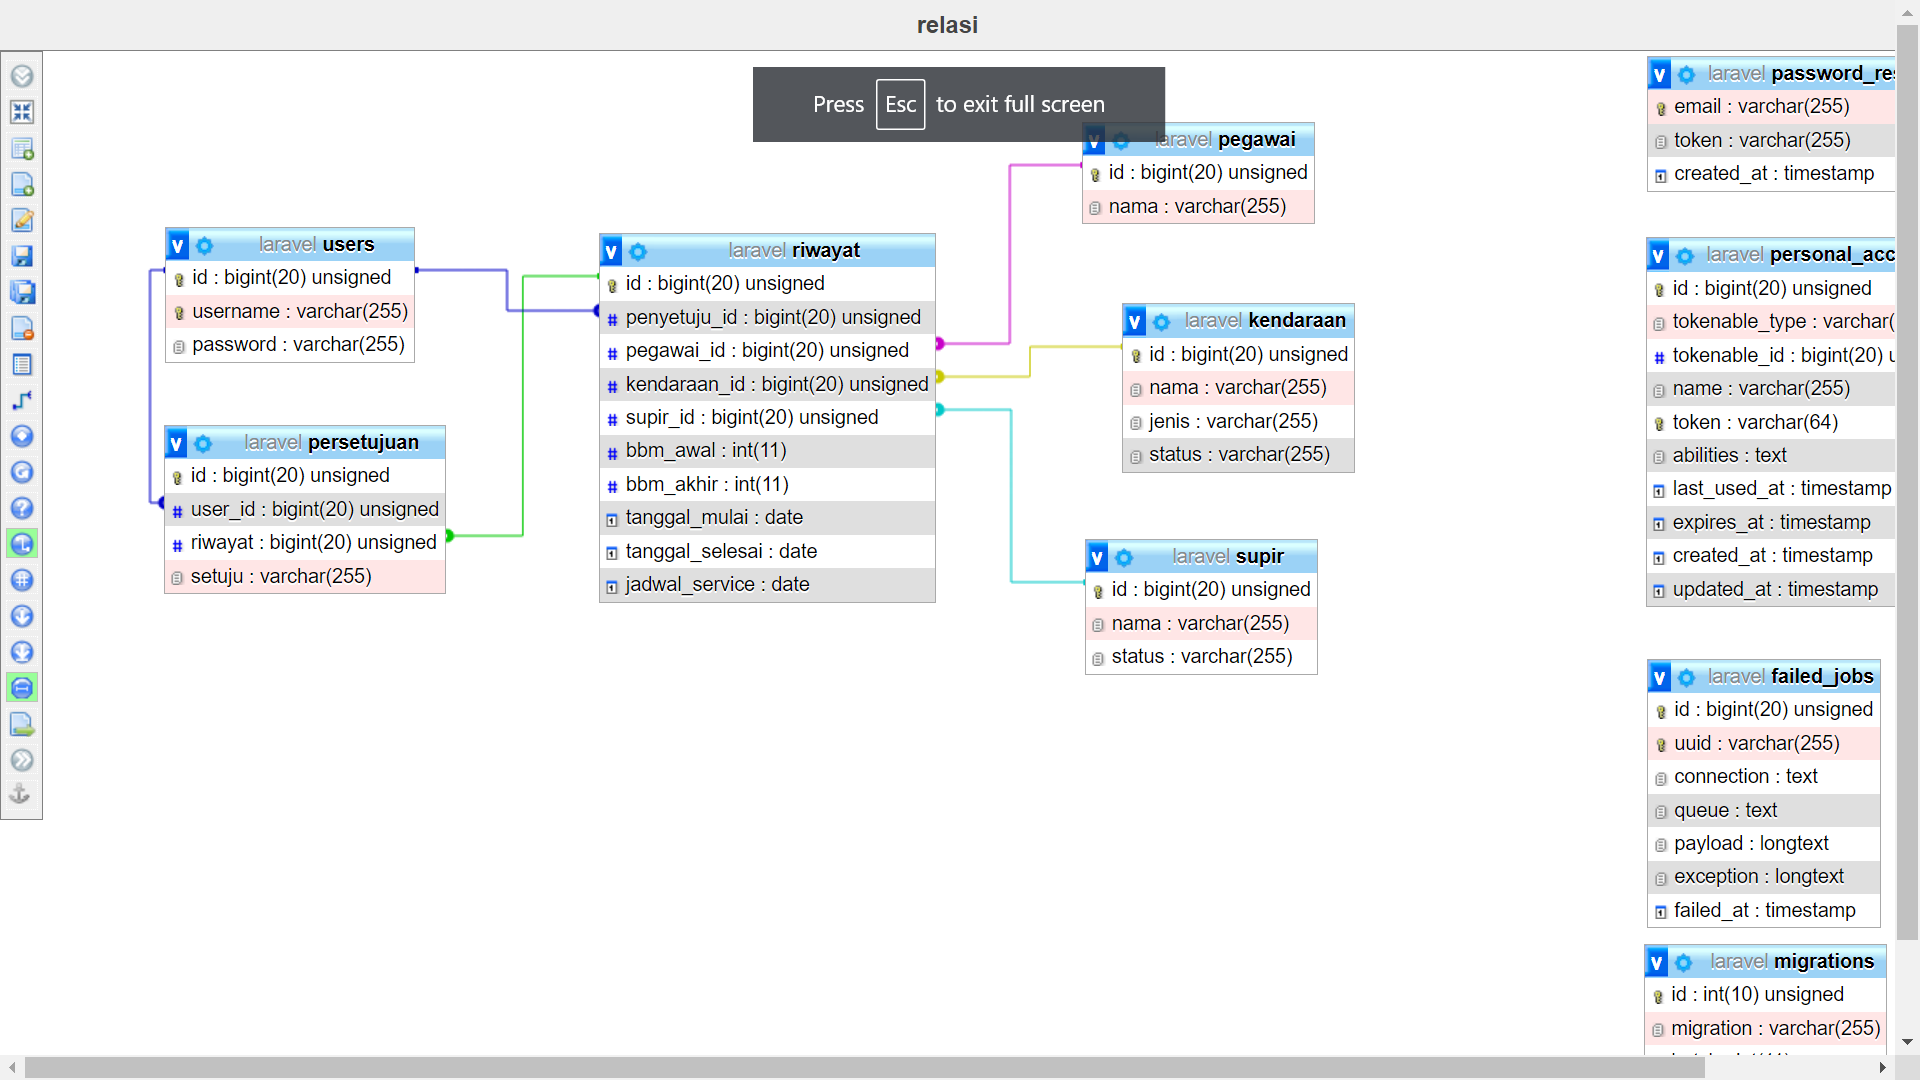 relasi
Press Esc to exit full screen
laravel users
id : bigint(20) unsigned
username : varchar(255)
password : varchar(255)
laravel persetujuan
id : bigint(20) unsigned
user_id : bigint(20) unsigned
riwayat : bigint(20) unsigned
setuju : varchar(255)
laravel riwayat
id : bigint(20) unsigned
penyetuju_id : bigint(20) unsigned
pegawai_id : bigint(20) unsigned
kendaraan_id : bigint(20) unsigned
supir_id : bigint(20) unsigned
bbm_awal : int(11)
bbm_akhir : int(11)
tanggal_mulai : date
tanggal_selesai : date
jadwal_service : date
laravel pegawai
id : bigint(20) unsigned
nama : varchar(255)
laravel kendaraan
id : bigint(20) unsigned
nama : varchar(255)
jenis : varchar(255)
status : varchar(255)
laravel supir
id : bigint(20) unsigned
nama : varchar(255)
status : varchar(255)
laravel password_re
email : varchar(255)
token : varchar(255)
created_at : timestamp
laravel personal_acc
id : bigint(20) unsigned
tokenable_type : varchar(
tokenable_id : bigint(20) u
name : varchar(255)
token : varchar(64)
abilities : text
last_used_at : timestamp
expires_at : timestamp
created_at : timestamp
updated_at : timestamp
laravel failed_jobs
id : bigint(20) unsigned
uuid : varchar(255)
connection : text
queue : text
payload : longtext
exception : longtext
failed_at : timestamp
laravel migrations
id : int(10) unsigned
migration : varchar(255)